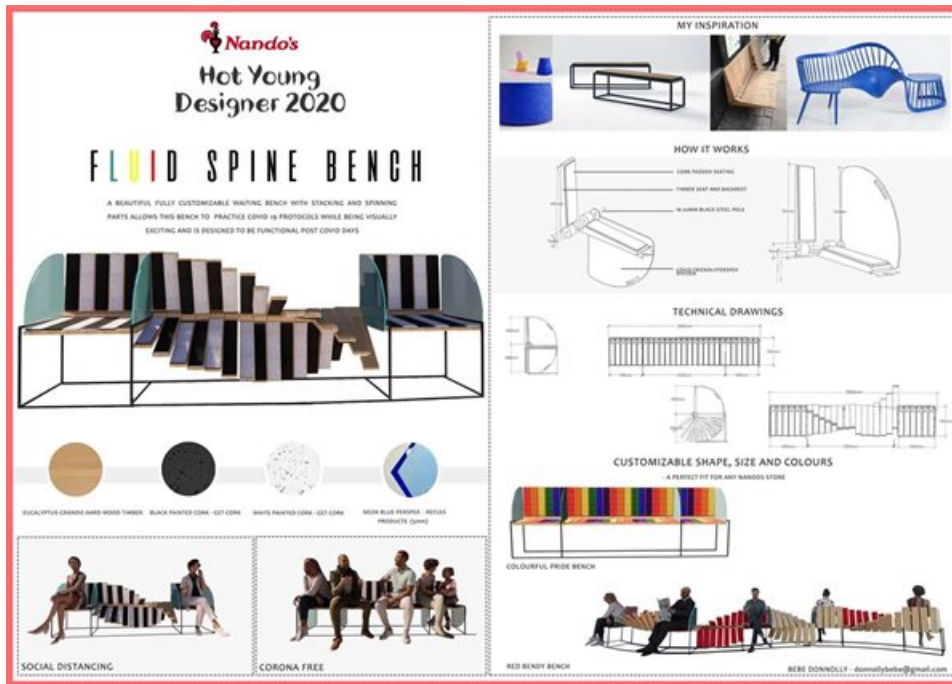 Nando's
Hot Young
Designer 2020
FLUID SPINE BENCH
A BEAUTIFUL FULLY CUSTOMIZABLE WAITING BENCH WITH STACKING AND SPINNING
PARTS ALLOWS THIS BENCH TO PRACTICE COVID 19 PROTOCOLS WHILE BEING VISUALLY
EXCITING AND IS DESIGNED TO BE FUNCTIONAL POST COVID DAYS
EUCALYPTUS GRANDIS HARD WOOD TIMBER
BLACK PAINTED CORK - GET CORK
WHITE PAINTED CORK - GET CORK
NEON BLUE PERSPEX - REFLEX
PRODUCTS. (5MM)
SOCIAL DISTANCING
CORONA FREE
MY INSPIRATION
HOW IT WORKS
CORK PADDED SEATING
TIMBER SEAT AND BACKREST
BLACK STEEL POLE
COVID FRIENDLY PERSPEX
TECHNICAL DRAWINGS
CUSTOMIZABLE SHAPE, SIZE AND COLOURS
- A PERFECT FIT FOR ANY NANDOS STORE
COLOURFUL PRIDE BENCH
RED BENDY BENCH
BEBE DONNOLLY - donnollybebe@gmail.com